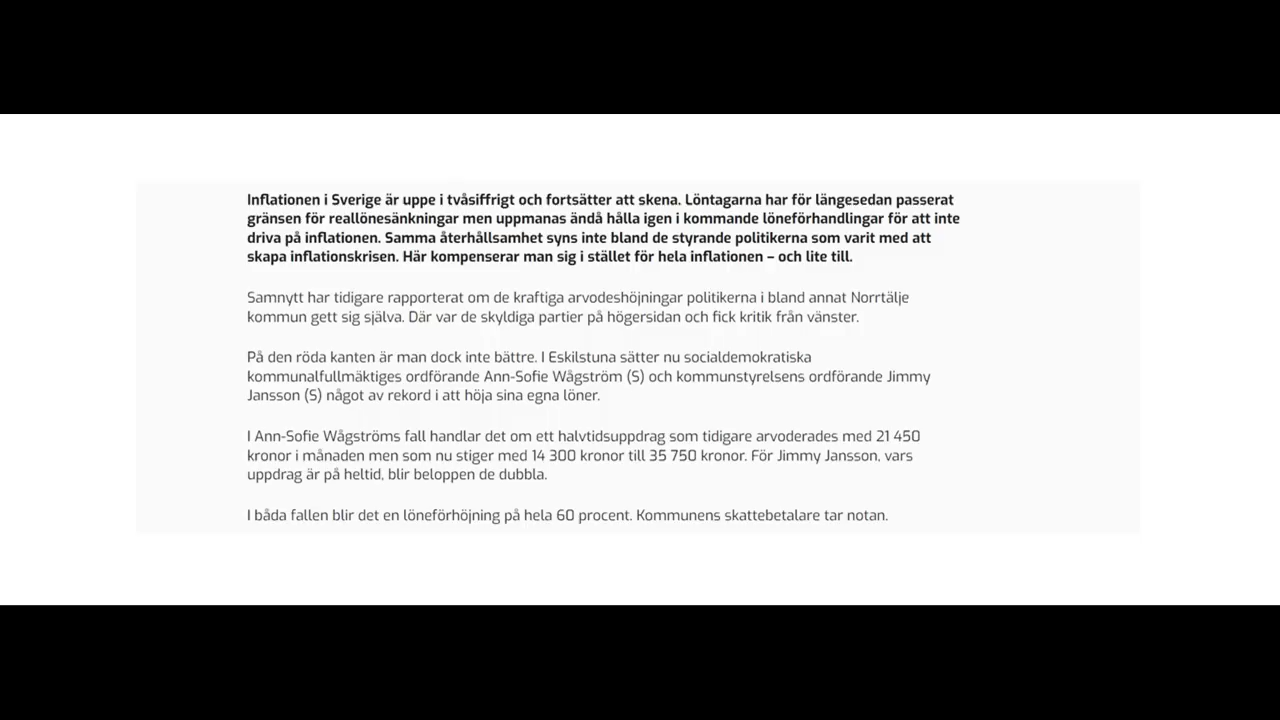 Inflationen i Sverige är uppe i tvåsiffrigt och fortsätter att skena. Löntagarna har för längesedan passerat
gränsen för reallönesänkningar men uppmanas ändå hålla igen i kommande löneförhandlingar för att inte
driva på inflationen. Samma återhållsamhet syns inte bland de styrande politikerna som varit med att
skapa inflationskrisen. Här kompenserar man sig i stället för hela inflationen – och lite till.
Samnytt har tidigare rapporterat om de kraftiga arvodeshöjningar politikerna i bland annat Norrtälje
kommun gett sig själva. Där var de skyldiga partier på högersidan och fick kritik från vänster.
På den röda kanten är man dock inte bättre. I Eskilstuna sätter nu socialdemokratiska
kommunalfullmäktiges ordförande Ann-Sofie Wågström (S) och kommunstyrelsens ordförande Jimmy
Jansson (S) något av rekord i att höja sina egna löner.
I Ann-Sofie Wågströms fall handlar det om ett halvtidsuppdrag som tidigare arvoderades med 21 450
kronor i månaden men som nu stiger med 14 300 kronor till 35 750 kronor. För Jimmy Jansson, vars
uppdrag är på heltid, blir beloppen de dubbla.
I båda fallen blir det en löneförhöjning på hela 60 procent. Kommunens skattebetalare tar notan.